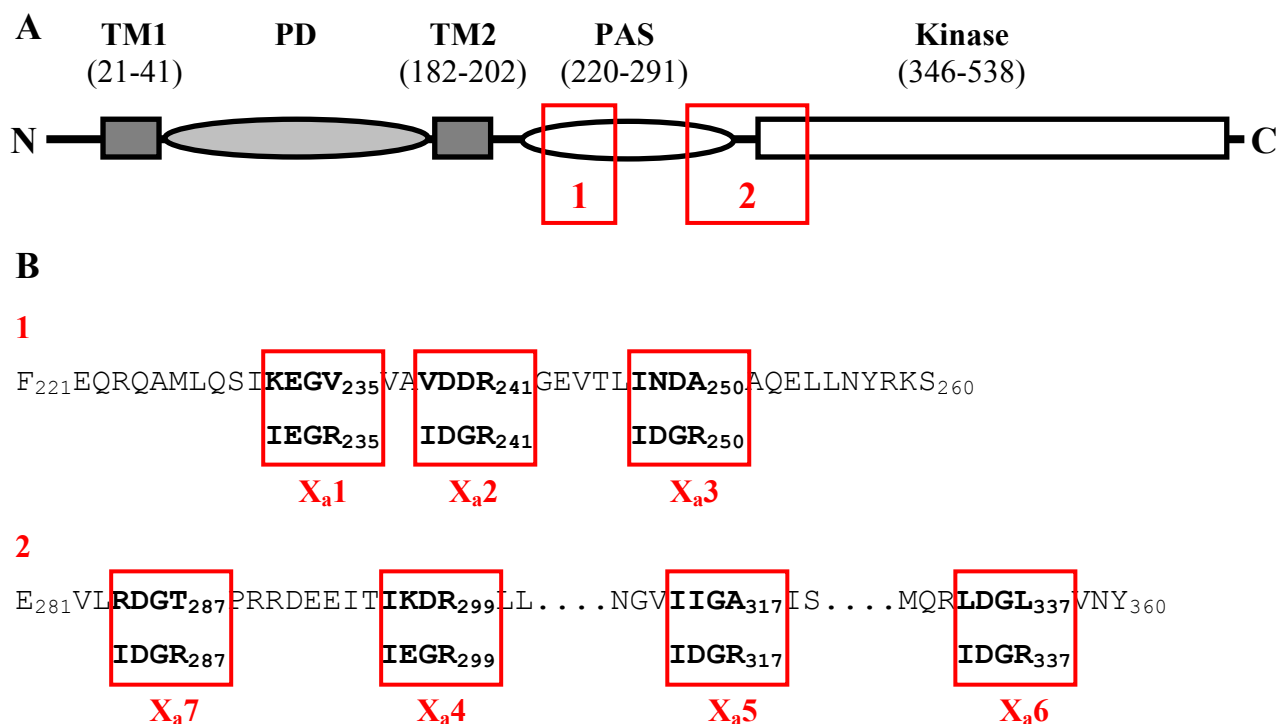 A
TM1 PD TM2 PAS Kinase
(21-41) (182-202) (220-291) (346-538)
N C
1 2
B
1
F221EQRQAMLQSIKEGV235VAVDDR241GEVTLINDA250AQELLNYRKS260
IEGR235 IDGR241 IDGR250
Xa1 Xa2 Xa3
2
E281VLRDGT287PRRDEEITIKDR299LL....NGVIIGA317IS....MQRLDGL337VNY360
IDGR287 IEGR299 IDGR317 IDGR337
Xa7 Xa4 Xa5 Xa6